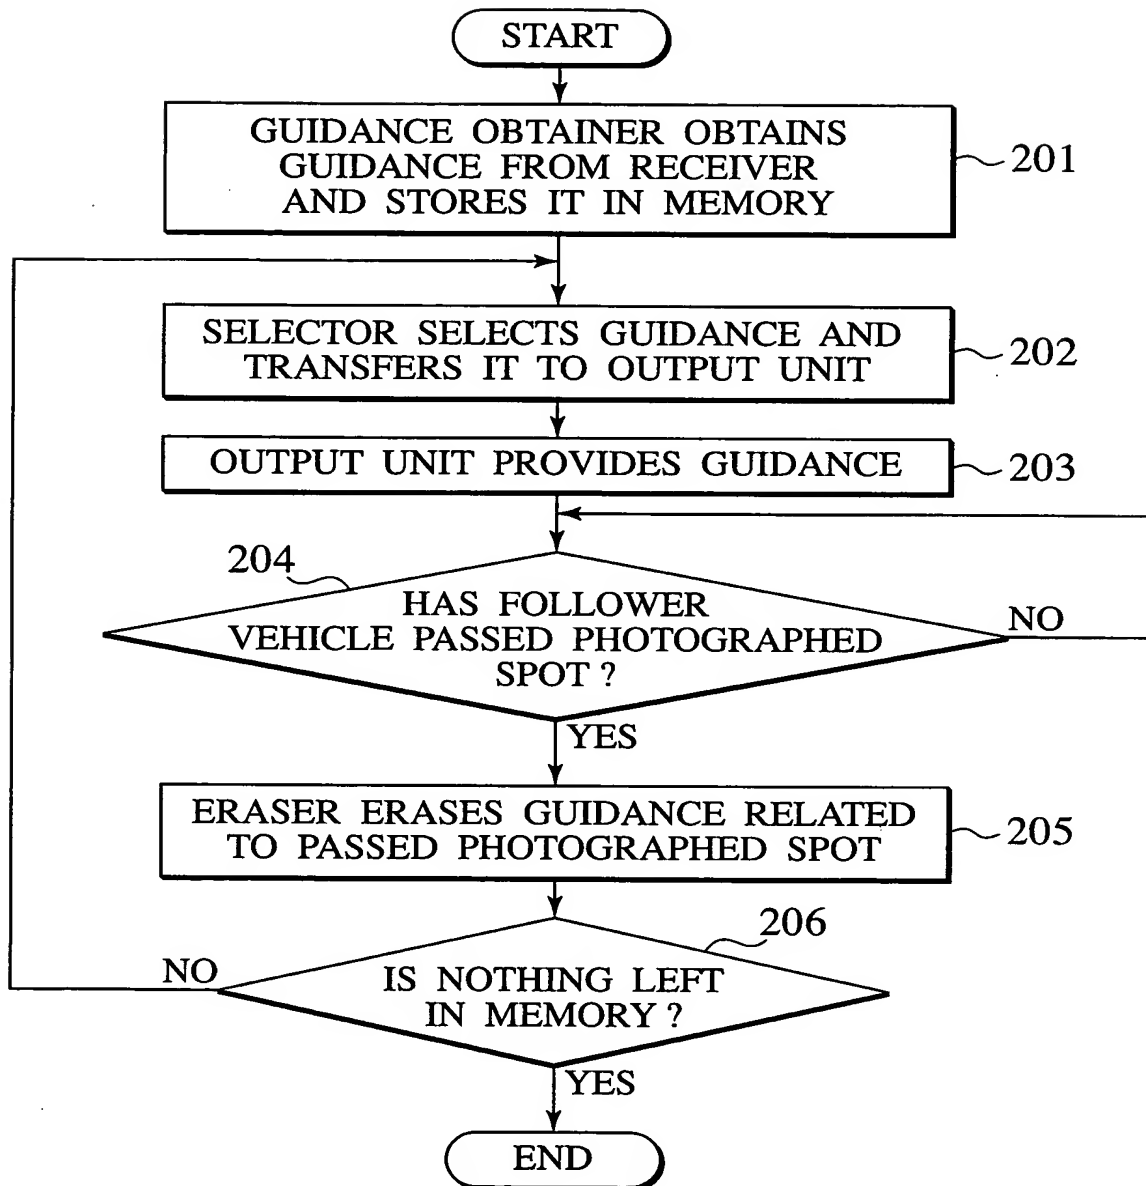 START
GUIDANCE OBTAINER OBTAINS
GUIDANCE FROM RECEIVER
AND STORES IT IN MEMORY
201
SELECTOR SELECTS GUIDANCE AND
TRANSFERS IT TO OUTPUT UNIT
202
OUTPUT UNIT PROVIDES GUIDANCE
203
204
HAS FOLLOWER
VEHICLE PASSED PHOTOGRAPHED
SPOT ?
NO
YES
ERASER ERASES GUIDANCE RELATED
TO PASSED PHOTOGRAPHED SPOT
205
206
NO
IS NOTHING LEFT
IN MEMORY ?
YES
END